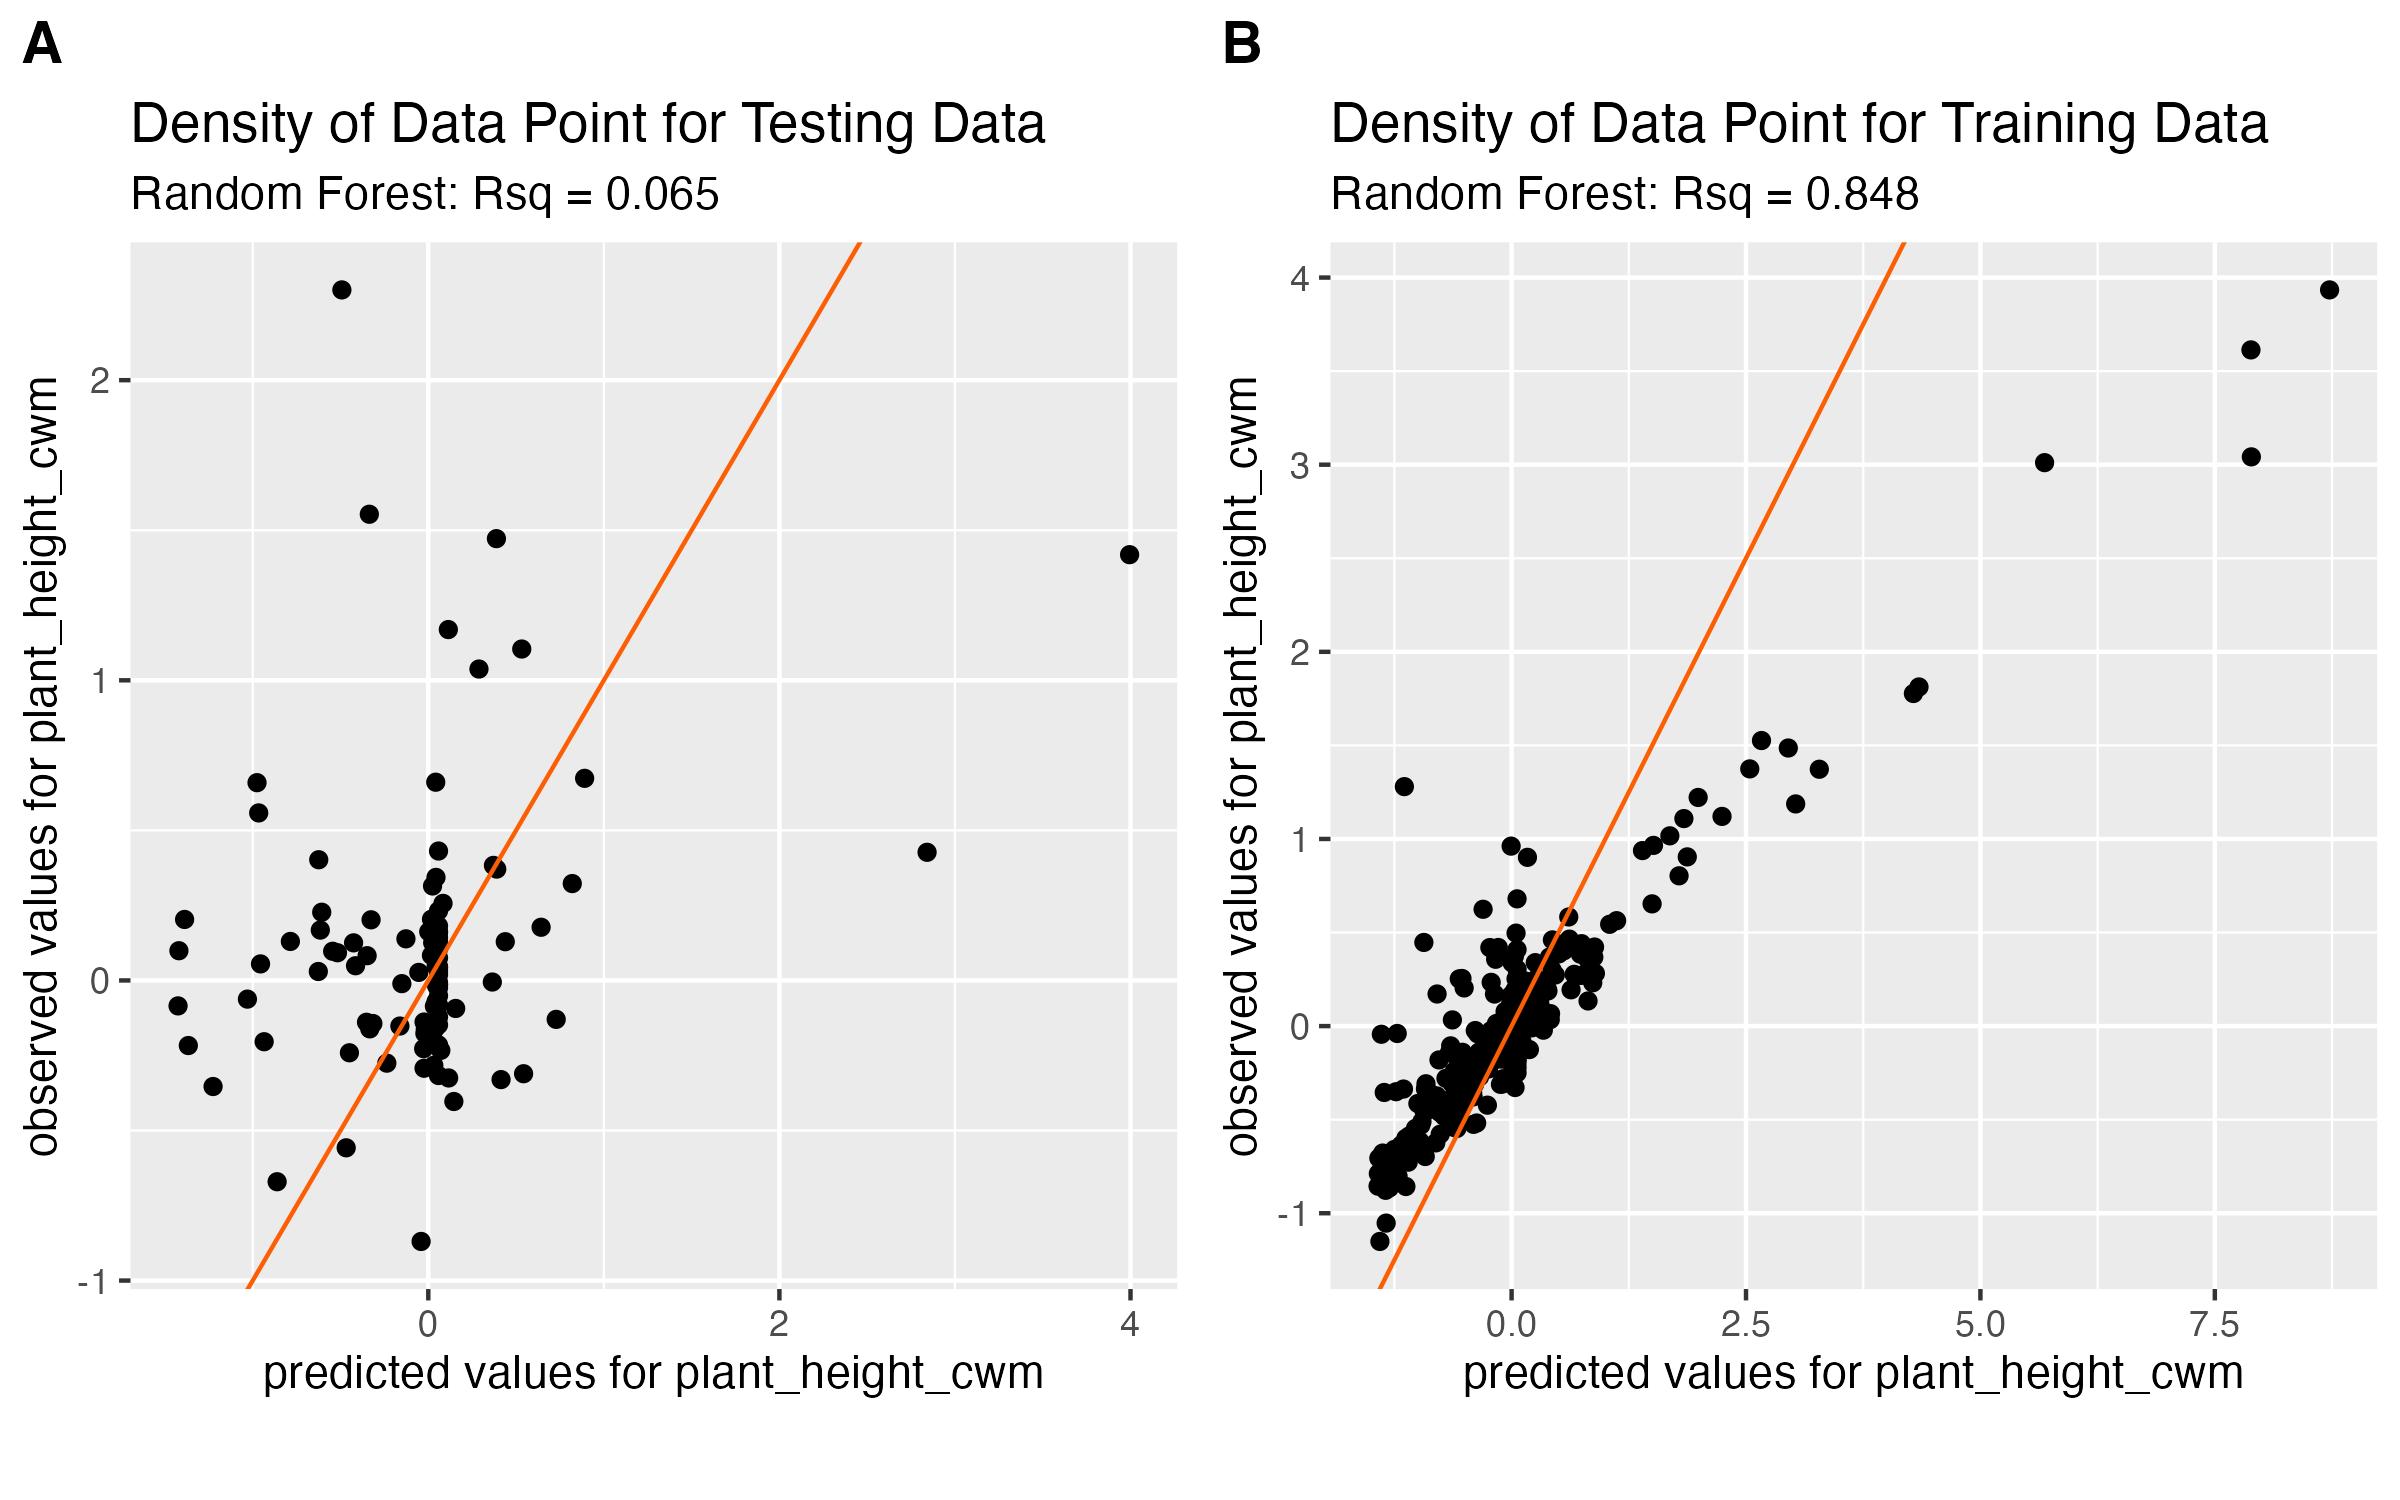 A
Density of Data Point for Testing Data
Random Forest: Rsq = 0.065
observed values for plant_height_cwm
2
1
0
-1
0
2
4
predicted values for plant_height_cwm
B
Density of Data Point for Training Data
Random Forest: Rsq = 0.848
observed values for plant_height_cwm
4
3
2
1
0
-1
0.0
2.5
5.0
7.5
predicted values for plant_height_cwm